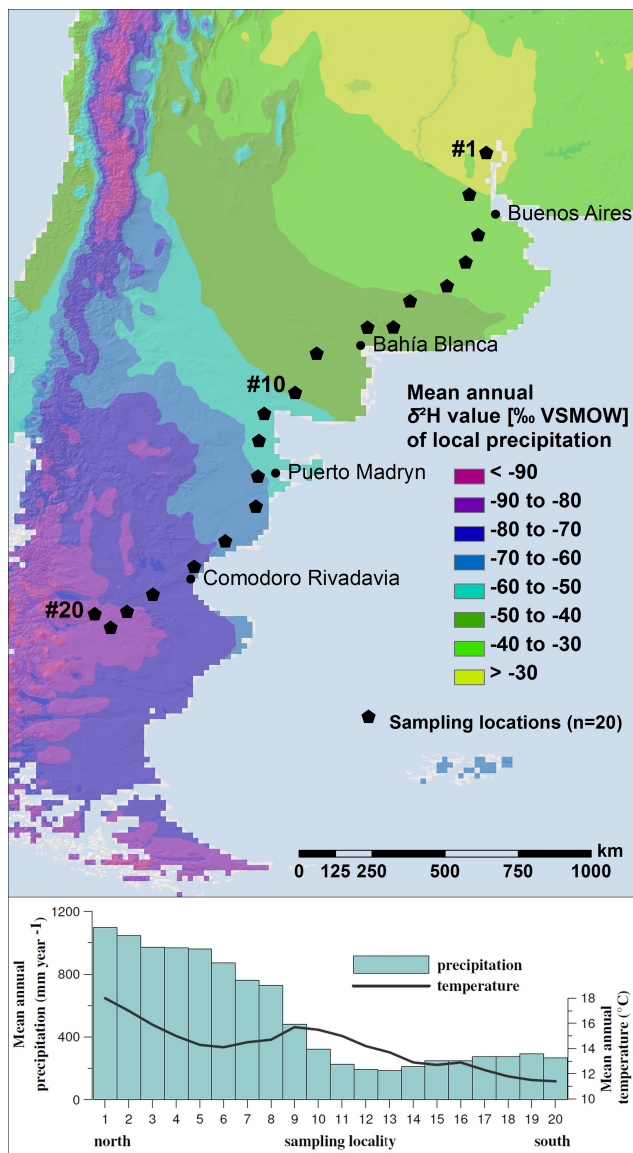 #1
Buenos Aires
Bahía Blanca
#10
Mean annual
δ²H value [‰ VSMOW]
of local precipitation
Puerto Madryn
< -90
-90 to -80
-80 to -70
-70 to -60
-60 to -50
-50 to -40
-40 to -30
> -30
Comodoro Rivadavia
#20
Sampling locations (n=20)
km
0 125 250 500 750 1000
Mean annual
precipitation (mm year -1)
1200
800
400
0
precipitation
temperature
18
16
14
12
10
Mean annual
temperature (°C)
1 2 3 4 5 6 7 8 9 10 11 12 13 14 15 16 17 18 19 20
north sampling locality south